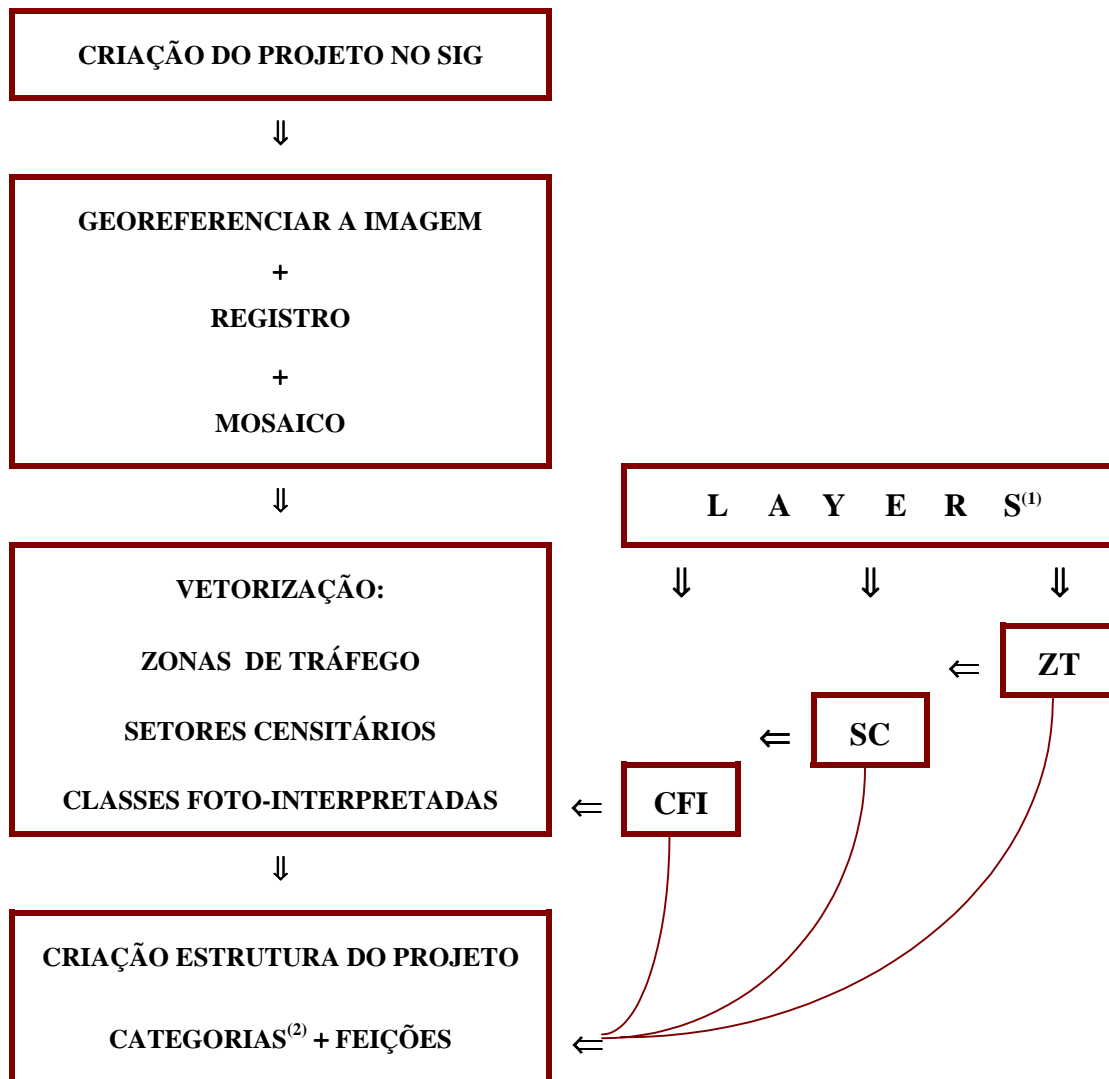 CRIAÇÃO DO PROJETO NO SIG
⇓
GEOREFERENCIAR A IMAGEM
+
REGISTRO
+
MOSAICO
⇓
L A Y E R S(1)
⇓ ⇓ ⇓
VETORIZAÇÃO:
ZONAS DE TRÁFEGO
SETORES CENSITÁRIOS
CLASSES FOTO-INTERPRETADAS
⇐ ZT
⇐ SC
⇐ CFI
⇓
CRIAÇÃO ESTRUTURA DO PROJETO
CATEGORIAS(2) + FEIÇÕES
⇐